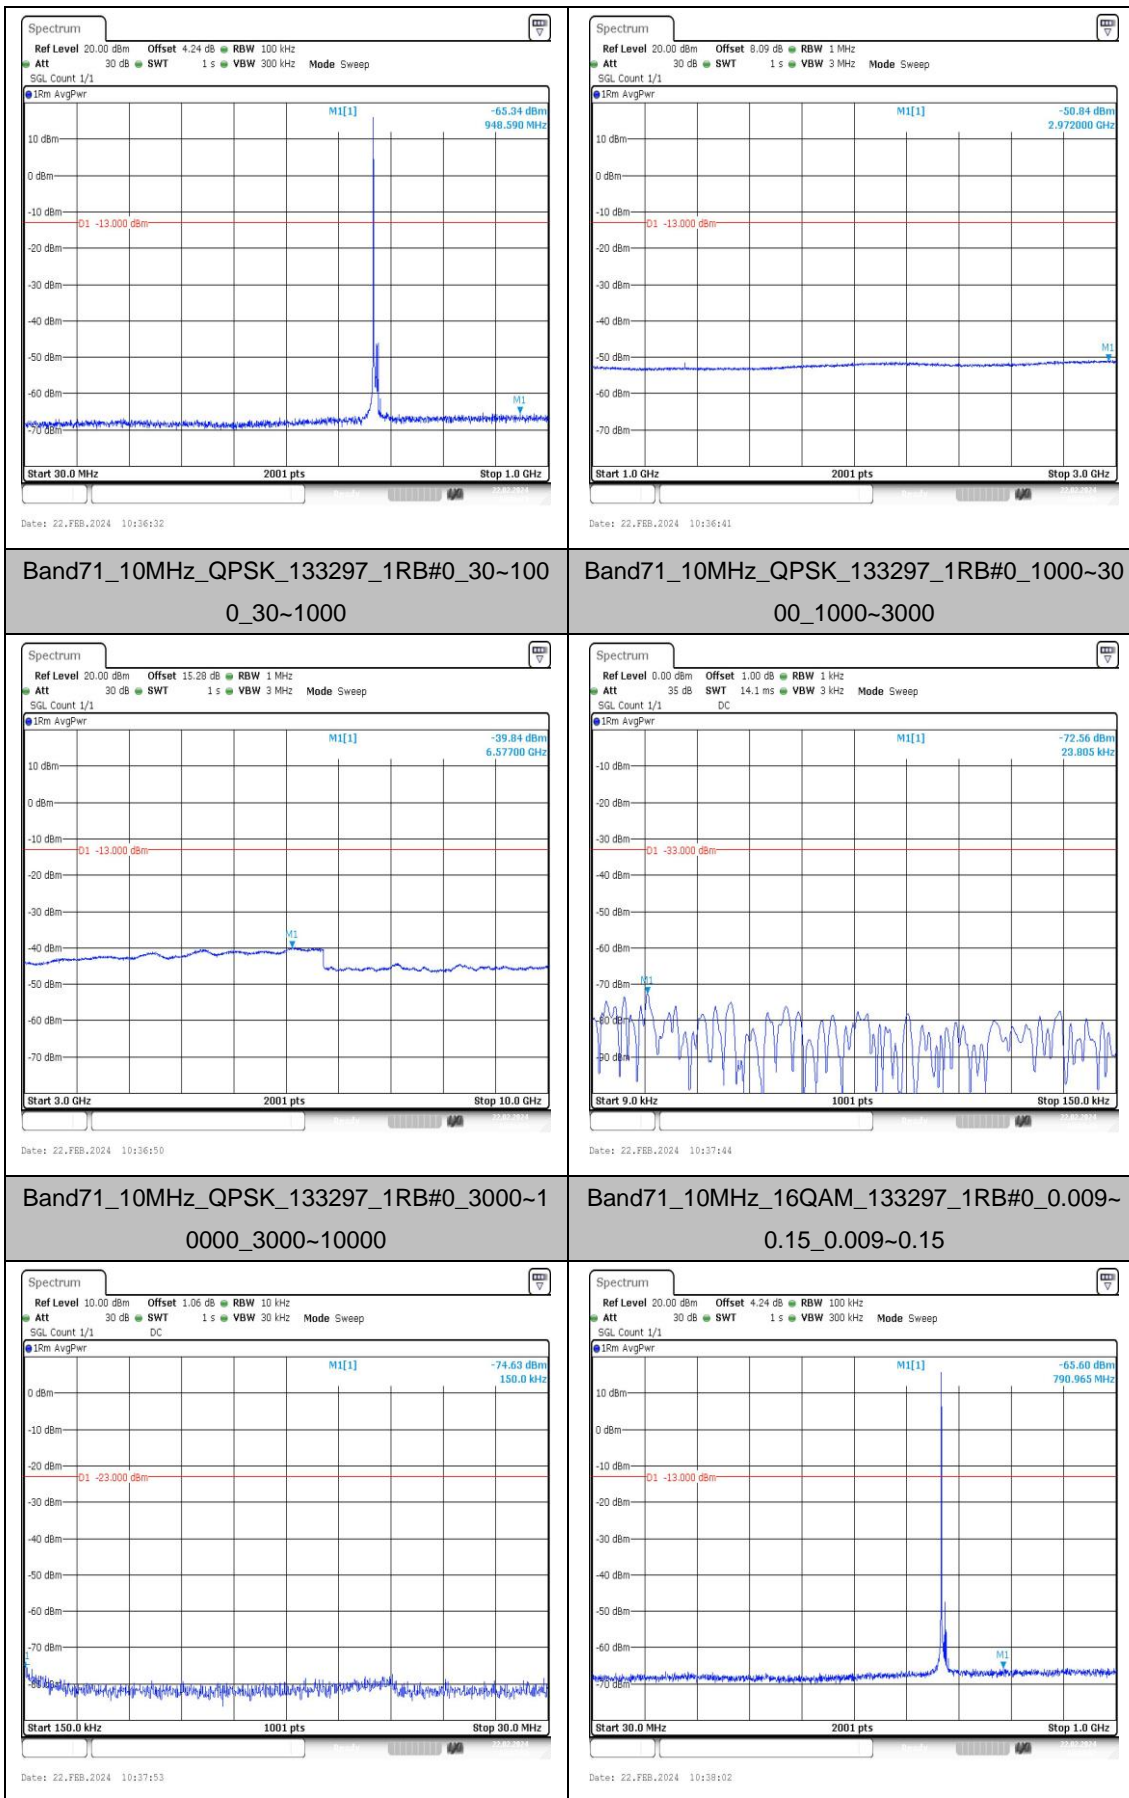 Spectrum
Ref Level 20.00 dBm Offset 4.24 dB RBW 100 kHz
Att 30 dB SWT 1 s VBW 300 kHz Mode Sweep
SGL Count 1/1
1Rm AvgPwr
M1[1] -65.34 dBm
948.590 MHz
10 dBm
0 dBm
-10 dBm
D1 -13.000 dBm
-20 dBm
-30 dBm
-40 dBm
-50 dBm
-60 dBm
M1
-70 dBm
Start 30.0 MHz 2001 pts Stop 1.0 GHz
Date: 22.FEB.2024 10:36:32
Spectrum
Ref Level 20.00 dBm Offset 8.09 dB RBW 1 MHz
Att 30 dB SWT 1 s VBW 3 MHz Mode Sweep
SGL Count 1/1
1Rm AvgPwr
M1[1] -50.84 dBm
2.972000 GHz
10 dBm
0 dBm
-10 dBm
D1 -13.000 dBm
-20 dBm
-30 dBm
-40 dBm
M1
-50 dBm
-60 dBm
-70 dBm
Start 1.0 GHz 2001 pts Stop 3.0 GHz
Date: 22.FEB.2024 10:36:41
Band71_10MHz_QPSK_133297_1RB#0_30~100
0_30~1000
Band71_10MHz_QPSK_133297_1RB#0_1000~30
00_1000~3000
Spectrum
Ref Level 20.00 dBm Offset 15.28 dB RBW 1 MHz
Att 30 dB SWT 1 s VBW 3 MHz Mode Sweep
SGL Count 1/1
1Rm AvgPwr
M1[1] -39.84 dBm
6.57700 GHz
10 dBm
0 dBm
-10 dBm
D1 -13.000 dBm
-20 dBm
-30 dBm
M1
-40 dBm
-50 dBm
-60 dBm
-70 dBm
Start 3.0 GHz 2001 pts Stop 10.0 GHz
Date: 22.FEB.2024 10:36:50
Spectrum
Ref Level 0.00 dBm Offset 1.00 dB RBW 1 kHz
Att 35 dB SWT 14.1 ms VBW 3 kHz Mode Sweep
SGL Count 1/1 DC
1Rm AvgPwr
M1[1] -72.56 dBm
23.805 kHz
-10 dBm
-20 dBm
-30 dBm
D1 -33.000 dBm
-40 dBm
-50 dBm
-60 dBm
-70 dBm
M1
-80 dBm
-90 dBm
Start 9.0 kHz 1001 pts Stop 150.0 kHz
Date: 22.FEB.2024 10:37:44
Band71_10MHz_QPSK_133297_1RB#0_3000~1
0000_3000~10000
Band71_10MHz_16QAM_133297_1RB#0_0.009~
0.15_0.009~0.15
Spectrum
Ref Level 10.00 dBm Offset 1.06 dB RBW 10 kHz
Att 30 dB SWT 1 s VBW 30 kHz Mode Sweep
SGL Count 1/1 DC
1Rm AvgPwr
M1[1] -74.63 dBm
150.0 kHz
0 dBm
-10 dBm
-20 dBm
D1 -23.000 dBm
-30 dBm
-40 dBm
-50 dBm
-60 dBm
-70 dBm
-80 dBm
Start 150.0 kHz 1001 pts Stop 30.0 MHz
Date: 22.FEB.2024 10:37:53
Spectrum
Ref Level 20.00 dBm Offset 4.24 dB RBW 100 kHz
Att 30 dB SWT 1 s VBW 300 kHz Mode Sweep
SGL Count 1/1
1Rm AvgPwr
M1[1] -65.60 dBm
790.965 MHz
10 dBm
0 dBm
-10 dBm
D1 -13.000 dBm
-20 dBm
-30 dBm
-40 dBm
-50 dBm
-60 dBm
M1
-70 dBm
Start 30.0 MHz 2001 pts Stop 1.0 GHz
Date: 22.FEB.2024 10:38:02